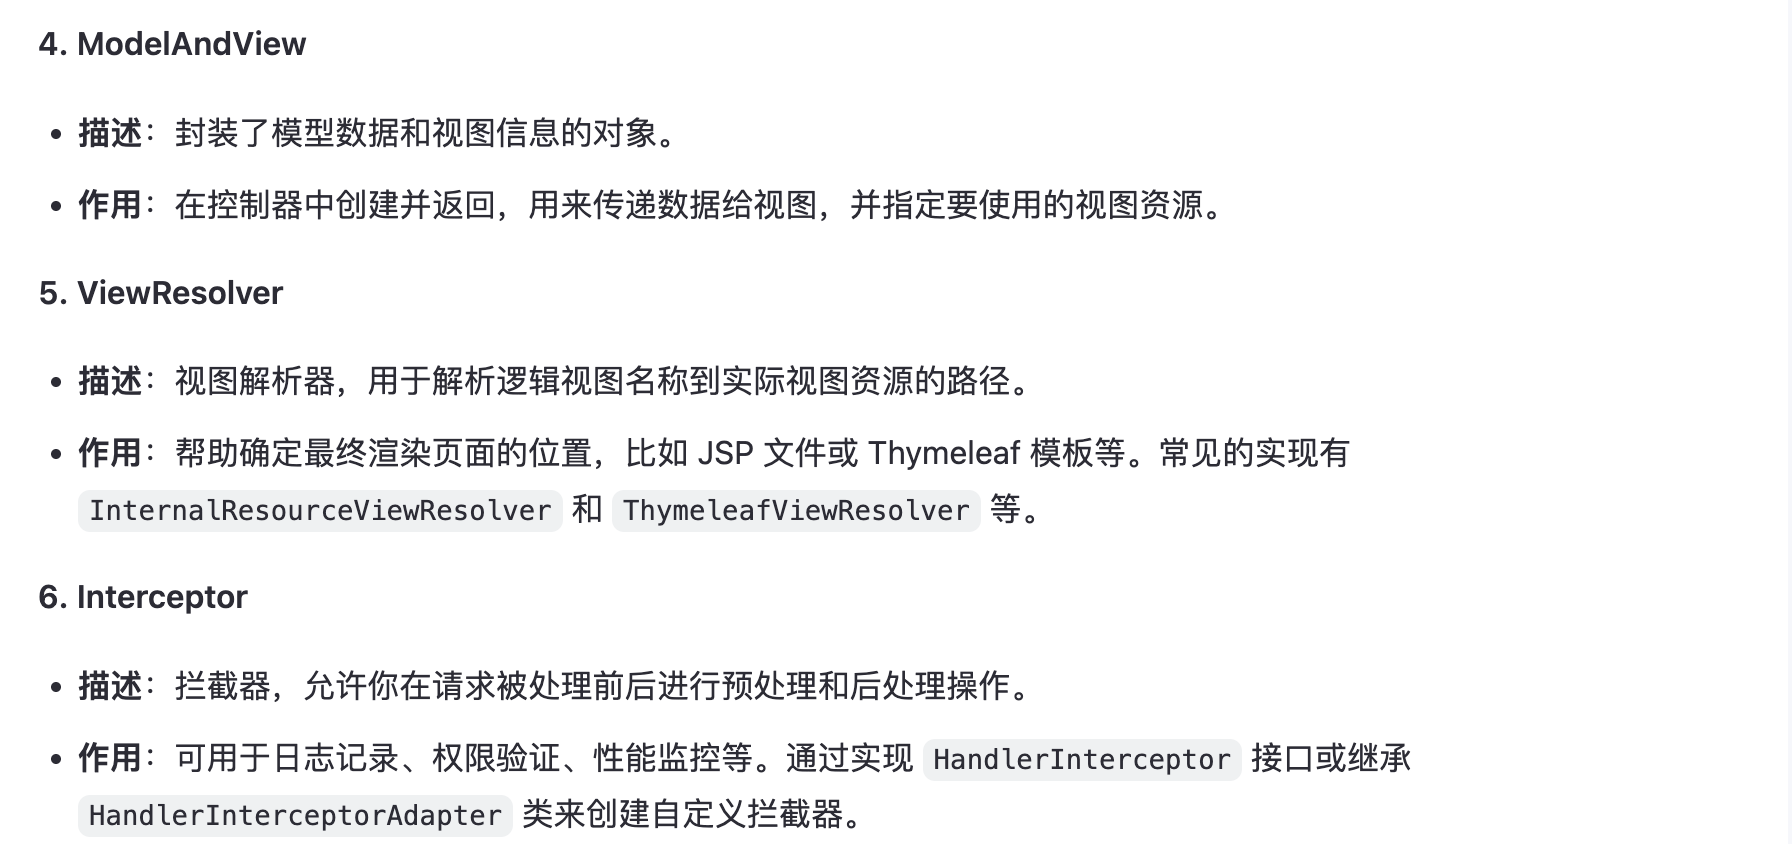 4. ModelAndView
• 描述：封装了模型数据和视图信息的对象。
• 作用：在控制器中创建并返回，用来传递数据给视图，并指定要使用的视图资源。
5. ViewResolver
• 描述：视图解析器，用于解析逻辑视图名称到实际视图资源的路径。
• 作用：帮助确定最终渲染页面的位置，比如 JSP 文件或 Thymeleaf 模板等。常见的实现有
InternalResourceViewResolver 和 ThymeleafViewResolver 等。
6. Interceptor
• 描述：拦截器，允许你在请求被处理前后进行预处理和后处理操作。
• 作用：可用于日志记录、权限验证、性能监控等。通过实现 HandlerInterceptor 接口或继承
HandlerInterceptorAdapter 类来创建自定义拦截器。